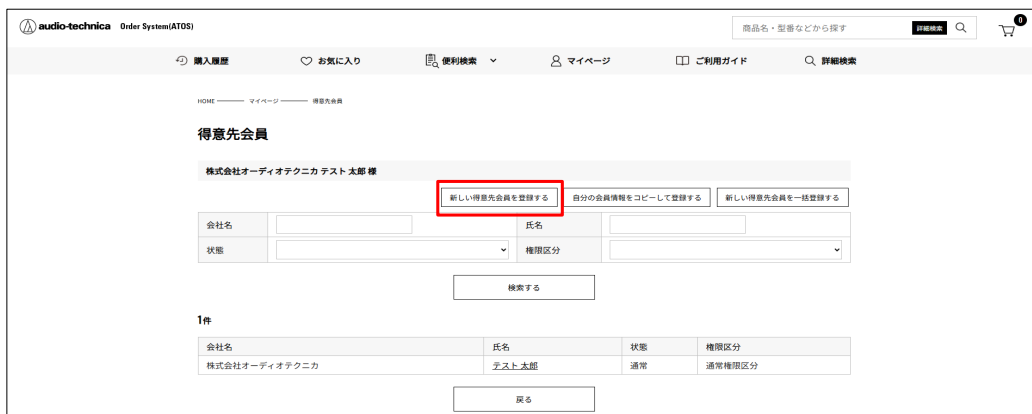 audio-technica Order System(ATOS)
商品名・型番などから探す 詳細検索 0
購入履歴 お気に入り 便利検索 マイページ ご利用ガイド 詳細検索
HOME マイページ 得意先会員
得意先会員
株式会社オーディオテクニカ テスト 太郎 様
新しい得意先会員を登録する 自分の会員情報をコピーして登録する 新しい得意先会員を一括登録する
会社名 氏名
状態 権限区分
検索する
1件
会社名 氏名 状態 権限区分
株式会社オーディオテクニカ テスト 太郎 通常 通常権限区分
戻る